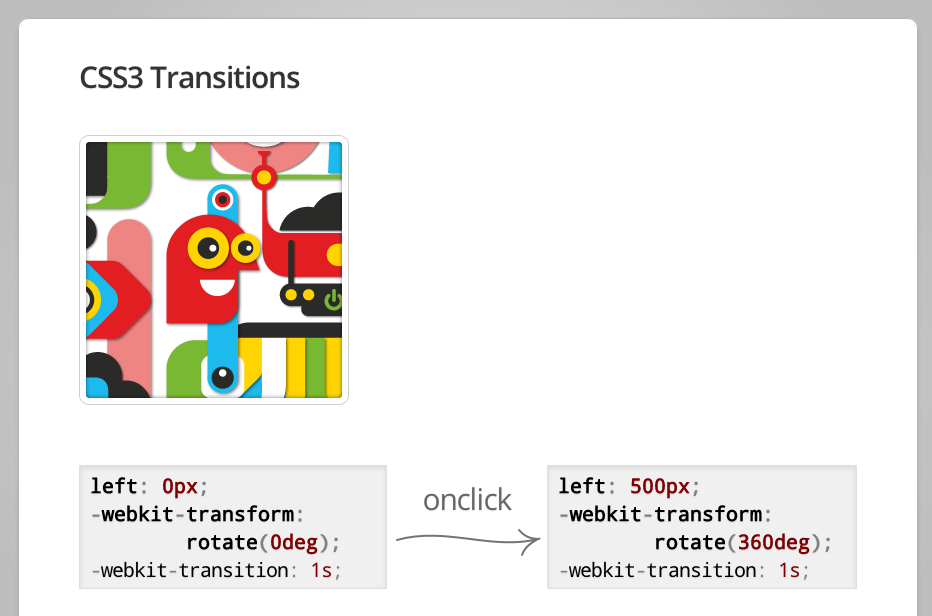 CSS3 Transitions
left: 0px;
-webkit-transform:
rotate(0deg);
-webkit-transition: 1s;
onclick
left: 500px;
-webkit-transform:
rotate(360deg);
-webkit-transition: 1s;